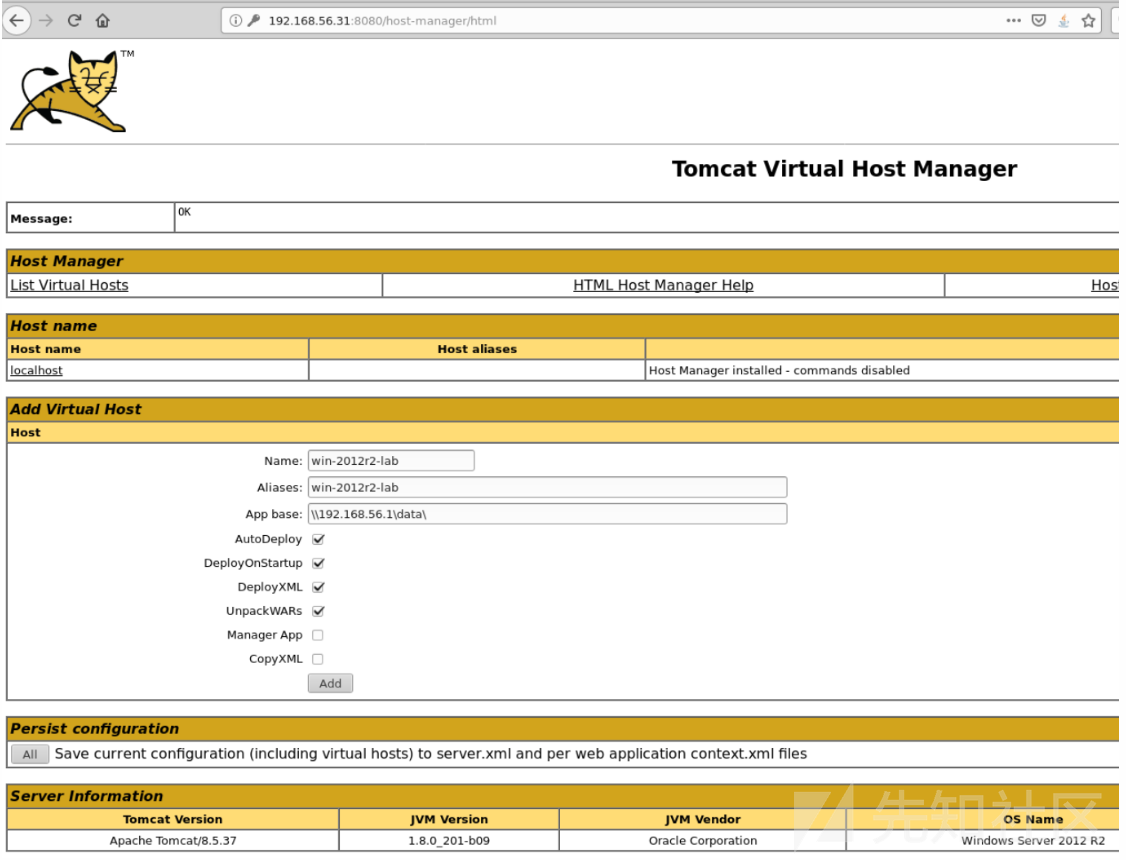 192.168.56.31:8080/host-manager/html
TM
Tomcat Virtual Host Manager
Message: OK
Host Manager
List Virtual Hosts HTML Host Manager Help Hos
Host name
Host name Host aliases
localhost Host Manager installed - commands disabled
Add Virtual Host
Host
Name: win-2012r2-lab
Aliases: win-2012r2-lab
App base: \\192.168.56.1\data\
AutoDeploy
DeployOnStartup
DeployXML
UnpackWARs
Manager App
CopyXML
Add
Persist configuration
All Save current configuration (including virtual hosts) to server.xml and per web application context.xml files
Server Information
Tomcat Version JVM Version JVM Vendor OS Name
Apache Tomcat/8.5.37 1.8.0_201-b09 Oracle Corporation Windows Server 2012 R2
先知社区